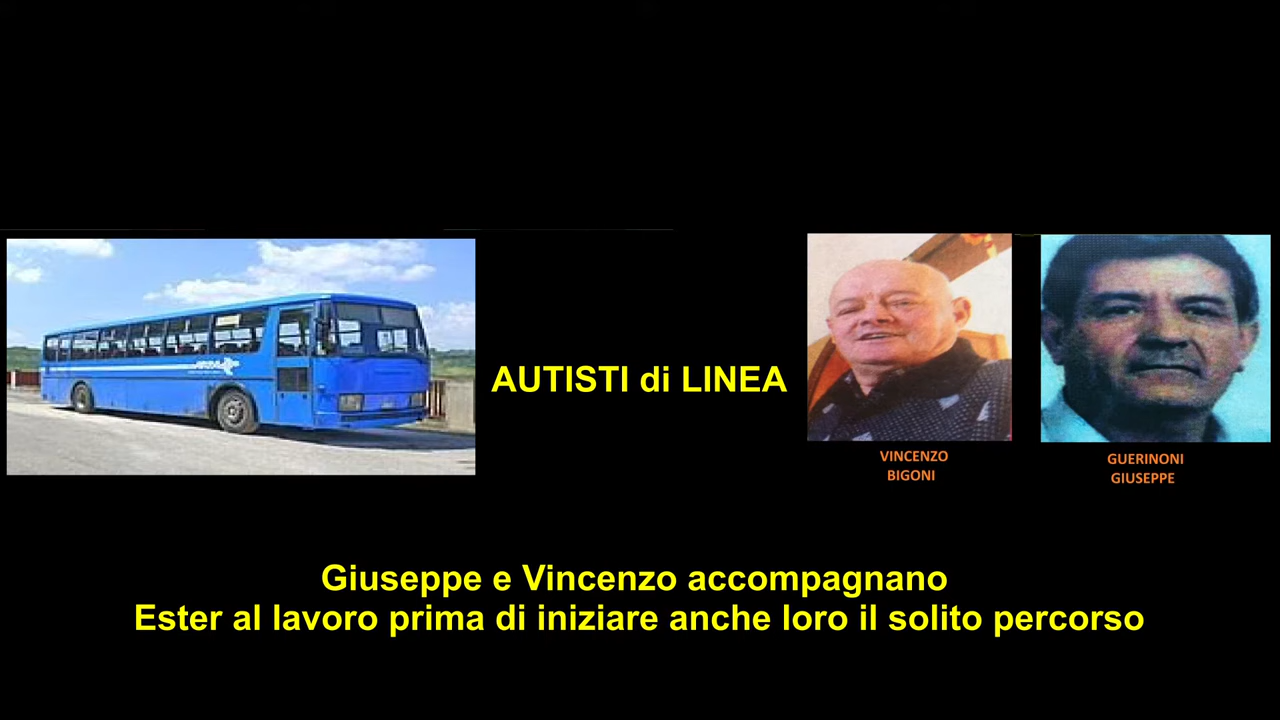 AUTISTI di LINEA
VINCENZO
BIGONI
GUERINONI
GIUSEPPE
Giuseppe e Vincenzo accompagnano
Ester al lavoro prima di iniziare anche loro il solito percorso